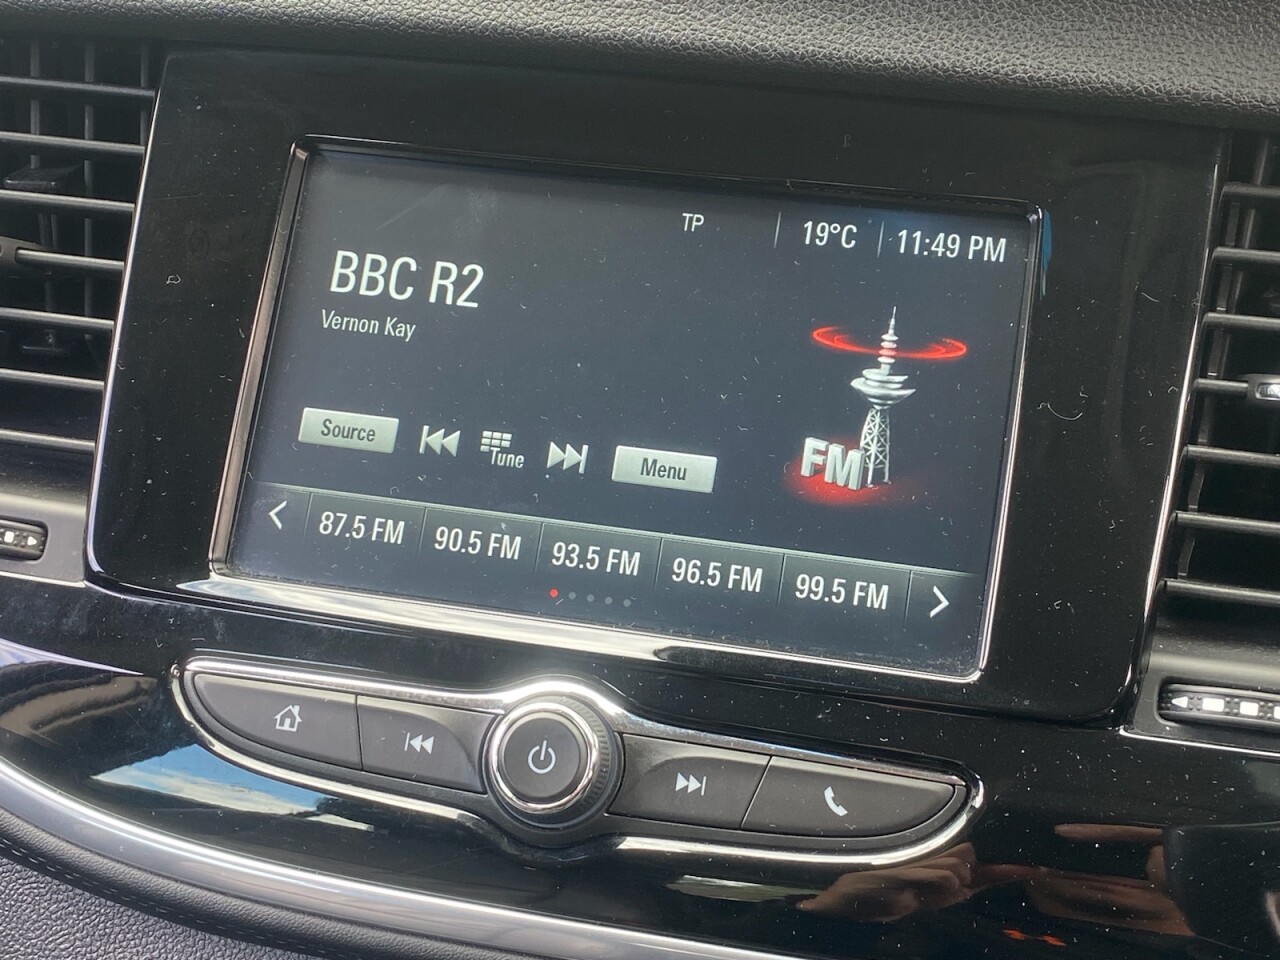 TP 19°C 11:49 PM
BBC R2
Vernon Kay
Source Tune Menu
FM
87.5 FM 90.5 FM 93.5 FM 96.5 FM 99.5 FM